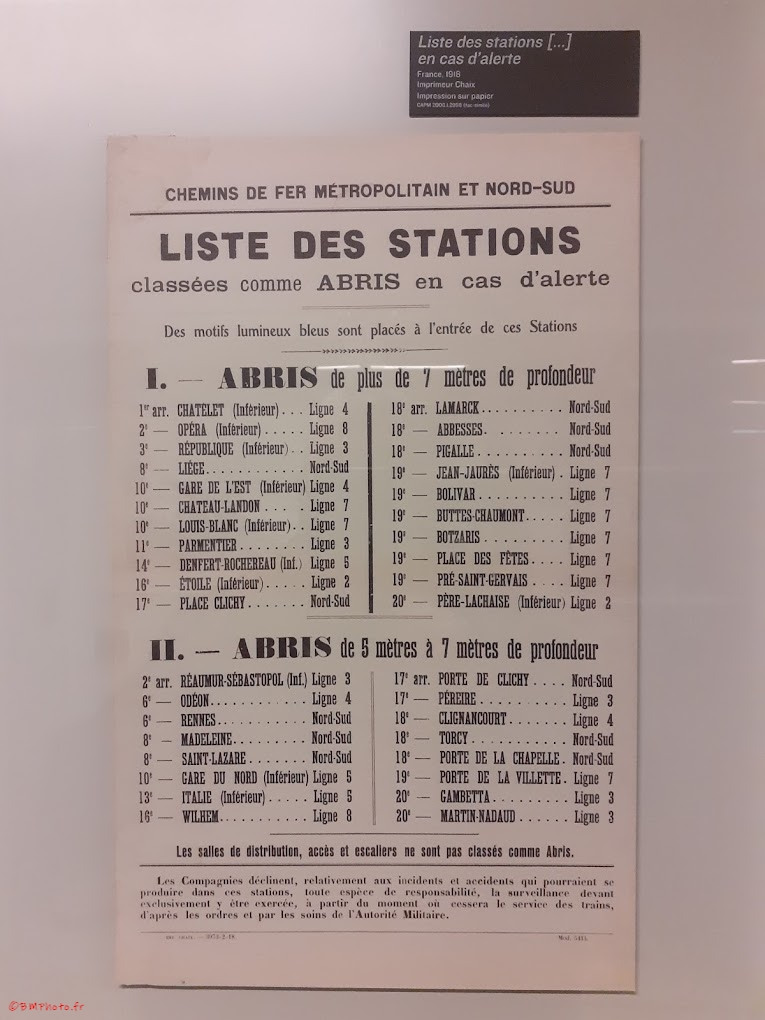 Liste des stations [...]
en cas d'alerte
France, 1918
Imprimeur Chaix
Impression sur papier
CHEMINS DE FER MÉTROPOLITAIN ET NORD-SUD
LISTE DES STATIONS
classées comme ABRIS en cas d'alerte
Des motifs lumineux bleus sont placés à l'entrée de ces Stations
I. — ABRIS de plus de 7 mètres de profondeur
1er arr. CHATELET (Inférieur) . . . Ligne 4
2e — OPÉRA (Inférieur) . . . . . Ligne 8
3e — RÉPUBLIQUE (Inférieur) . . Ligne 3
8e — LIÉGE . . . . . . . . . . . Nord-Sud
10e — GARE DE L'EST (Inférieur) Ligne 4
10e — CHATEAU-LANDON . . . . Ligne 7
10e — LOUIS-BLANC (Inférieur) . . Ligne 7
11e — PARMENTIER . . . . . . . . Ligne 3
14e — DENFERT-ROCHEREAU (Inf.) Ligne 5
16e — ÉTOILE (Inférieur) . . . . . Ligne 2
17e — PLACE CLICHY . . . . . . . Nord-Sud
18e arr. LAMARCK . . . . . . . . . . Nord-Sud
18e — ABBESSES . . . . . . . . Nord-Sud
18e — PIGALLE . . . . . . . . . . Nord-Sud
19e — JEAN-JAURÈS (Inférieur) . Ligne 7
19e — BOLIVAR . . . . . . . . . . Ligne 7
19e — BUTTES-CHAUMONT . . . . . Ligne 7
19e — BOTZARIS . . . . . . . . . Ligne 7
19e — PLACE DES FÊTES . . . . Ligne 7
19e — PRÉ-SAINT-GERVAIS . . . . Ligne 7
20e — PÈRE-LACHAISE (Inférieur) Ligne 2
II. — ABRIS de 5 mètres à 7 mètres de profondeur
2e arr. RÉAUMUR-SÉBASTOPOL (Inf.) Ligne 3
6e — ODÉON . . . . . . . . . . . Ligne 4
6e — RENNES . . . . . . . . . . Nord-Sud
8e — MADELEINE . . . . . . . . . Nord-Sud
8e — SAINT-LAZARE . . . . . . . Nord-Sud
10e — GARE DU NORD (Inférieur) Ligne 5
13e — ITALIE (Inférieur) . . . . . Ligne 5
16e — WILHEM . . . . . . . . . . . Ligne 8
17e arr. PORTE DE CLICHY . . . . Nord-Sud
17e — PÉREIRE . . . . . . . . . . Ligne 3
18e — CLIGNANCOURT . . . . . . . Ligne 4
18e — TORCY . . . . . . . . . . . Nord-Sud
18e — PORTE DE LA CHAPELLE . Nord-Sud
19e — PORTE DE LA VILLETTE . Ligne 7
20e — GAMBETTA . . . . . . . . . Ligne 3
20e — MARTIN-NADAUD . . . . . . Ligne 3
Les salles de distribution, accès et escaliers ne sont pas classés comme Abris.
Les Compagnies déclinent, relativement aux incidents et accidents qui pourraient se
produire dans ces stations, toute espèce de responsabilité, la surveillance devant
exclusivement y être exercée, à partir du moment où cessera le service des trains,
d'après les ordres et par les soins de l'Autorité Militaire.
©BMPhoto.fr